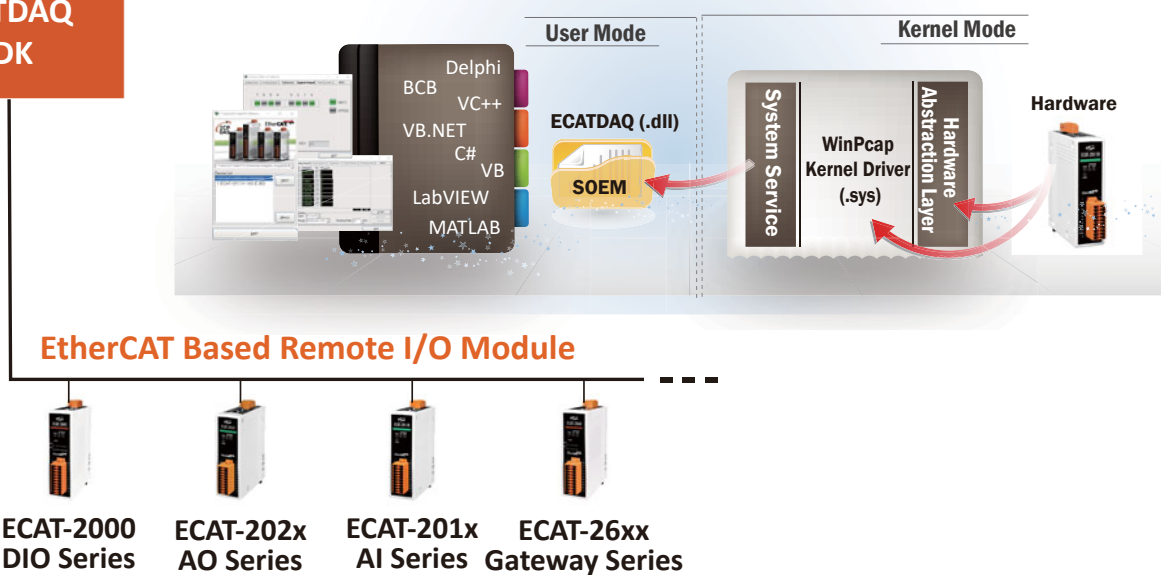 TDAQ
DK
User Mode
Kernel Mode
Delphi
BCB
VC++
VB.NET
C#
VB
LabVIEW
MATLAB
ECATDAQ (.dll)
SOEM
System Service
WinPcap
Kernel Driver
(.sys)
Hardware
Abstraction Layer
Hardware
EtherCAT Based Remote I/O Module
ECAT-2000
DIO Series
ECAT-202x
AO Series
ECAT-201x
AI Series
ECAT-26xx
Gateway Series